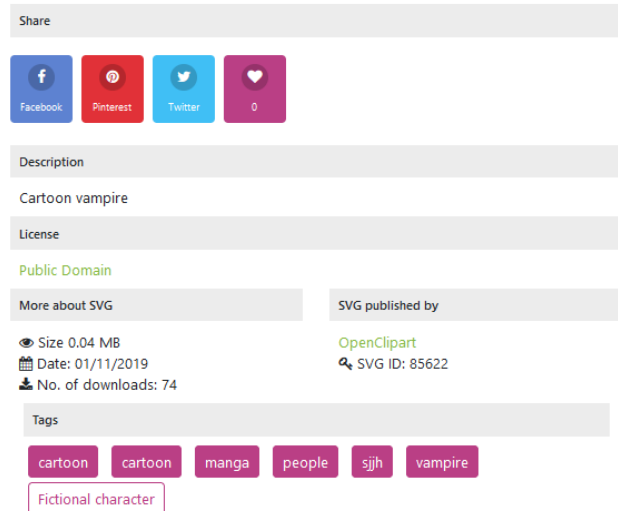 Share
Facebook Pinterest Twitter 0
Description
Cartoon vampire
License
Public Domain
More about SVG
Size 0.04 MB
Date: 01/11/2019
No. of downloads: 74
SVG published by
OpenClipart
SVG ID: 85622
Tags
cartoon cartoon manga people sjjh vampire
Fictional character